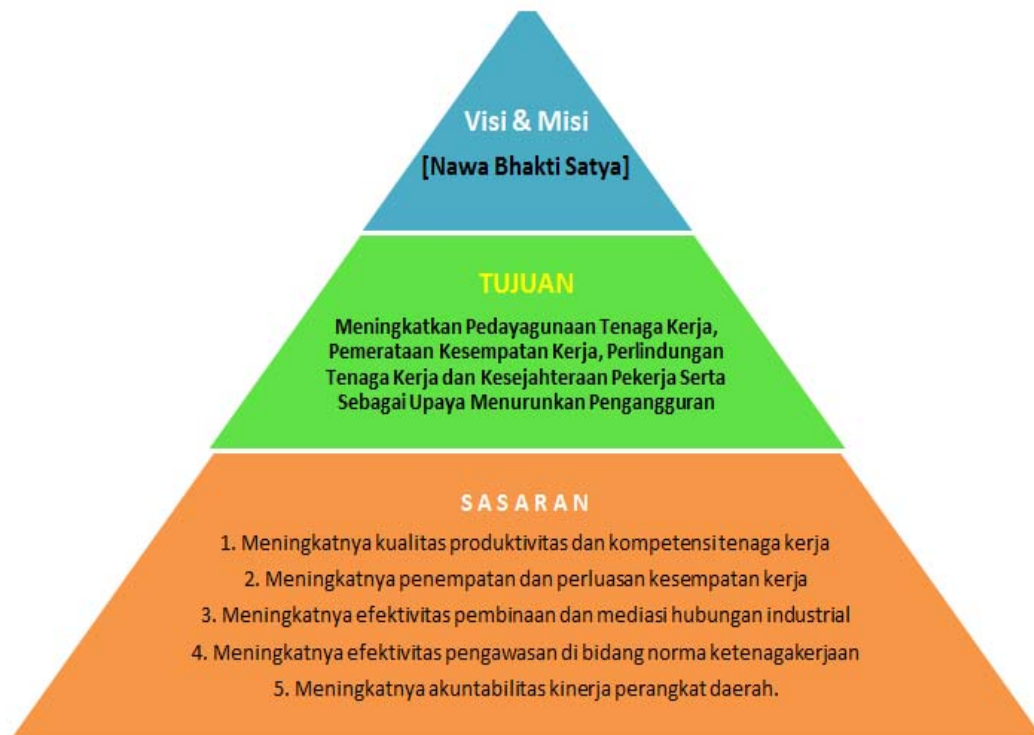 Visi & Misi
[Nawa Bhakti Satya]
TUJUAN
Meningkatkan Pedayagunaan Tenaga Kerja,
Pemerataan Kesempatan Kerja, Perlindungan
Tenaga Kerja dan Kesejahteraan Pekerja Serta
Sebagai Upaya Menurunkan Pengangguran
SASARAN
1. Meningkatnya kualitas produktivitas dan kompetensi tenaga kerja
2. Meningkatnya penempatan dan perluasan kesempatan kerja
3. Meningkatnya efektivitas pembinaan dan mediasi hubungan industrial
4. Meningkatnya efektivitas pengawasan di bidang norma ketenagakerjaan
5. Meningkatnya akuntabilitas kinerja perangkat daerah.